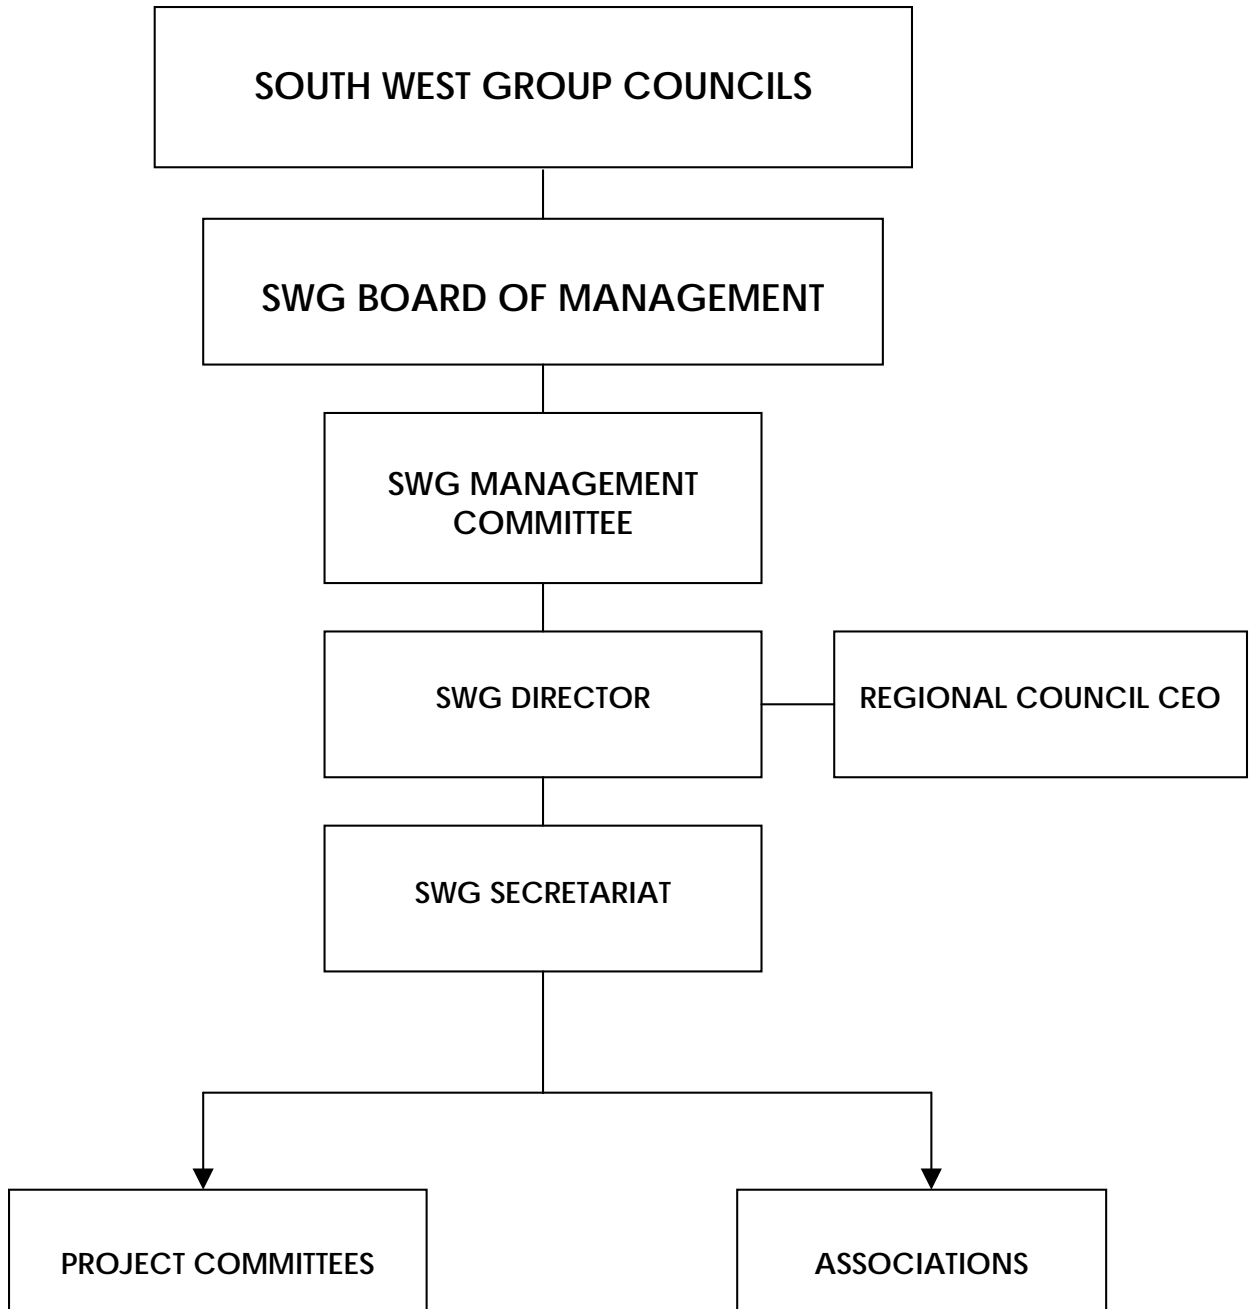 SOUTH WEST GROUP COUNCILS
SWG BOARD OF MANAGEMENT
SWG MANAGEMENT
COMMITTEE
SWG DIRECTOR
REGIONAL COUNCIL CEO
SWG SECRETARIAT
PROJECT COMMITTEES
ASSOCIATIONS